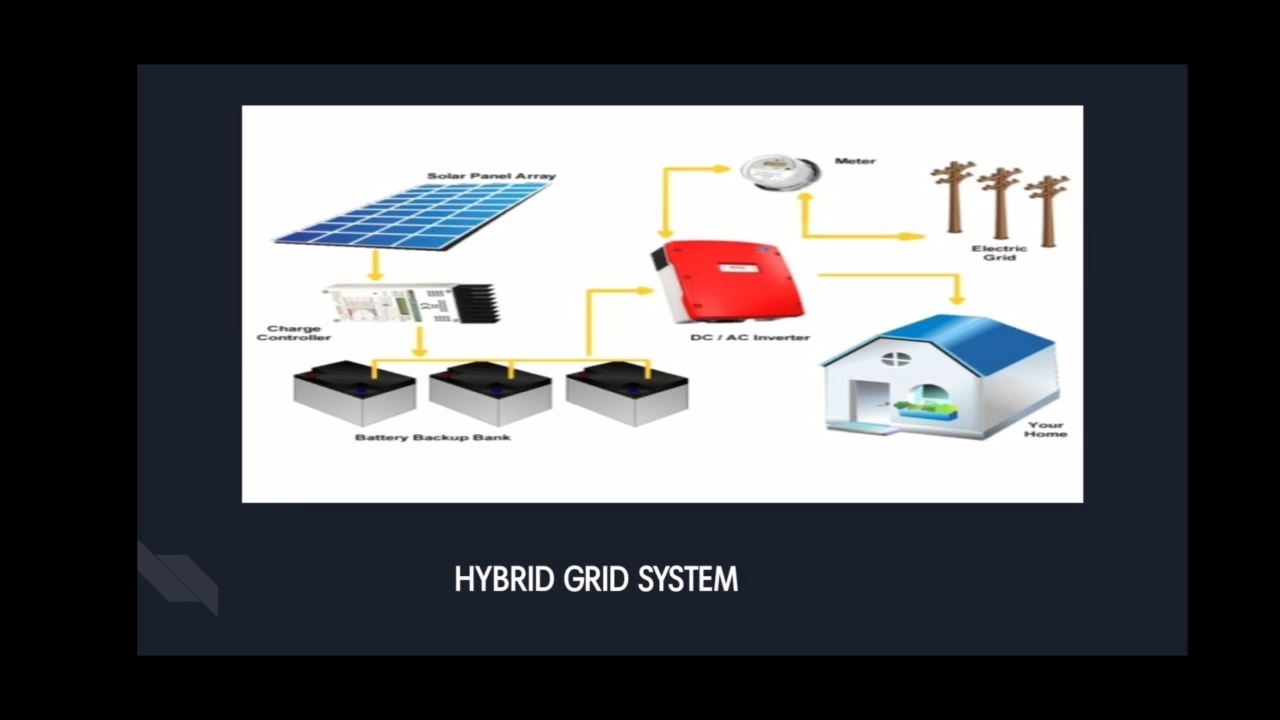 Solar Panel Array
Meter
Electric
Grid
Charge
Controller
DC / AC Inverter
Battery Backup Bank
Your
Home
HYBRID GRID SYSTEM